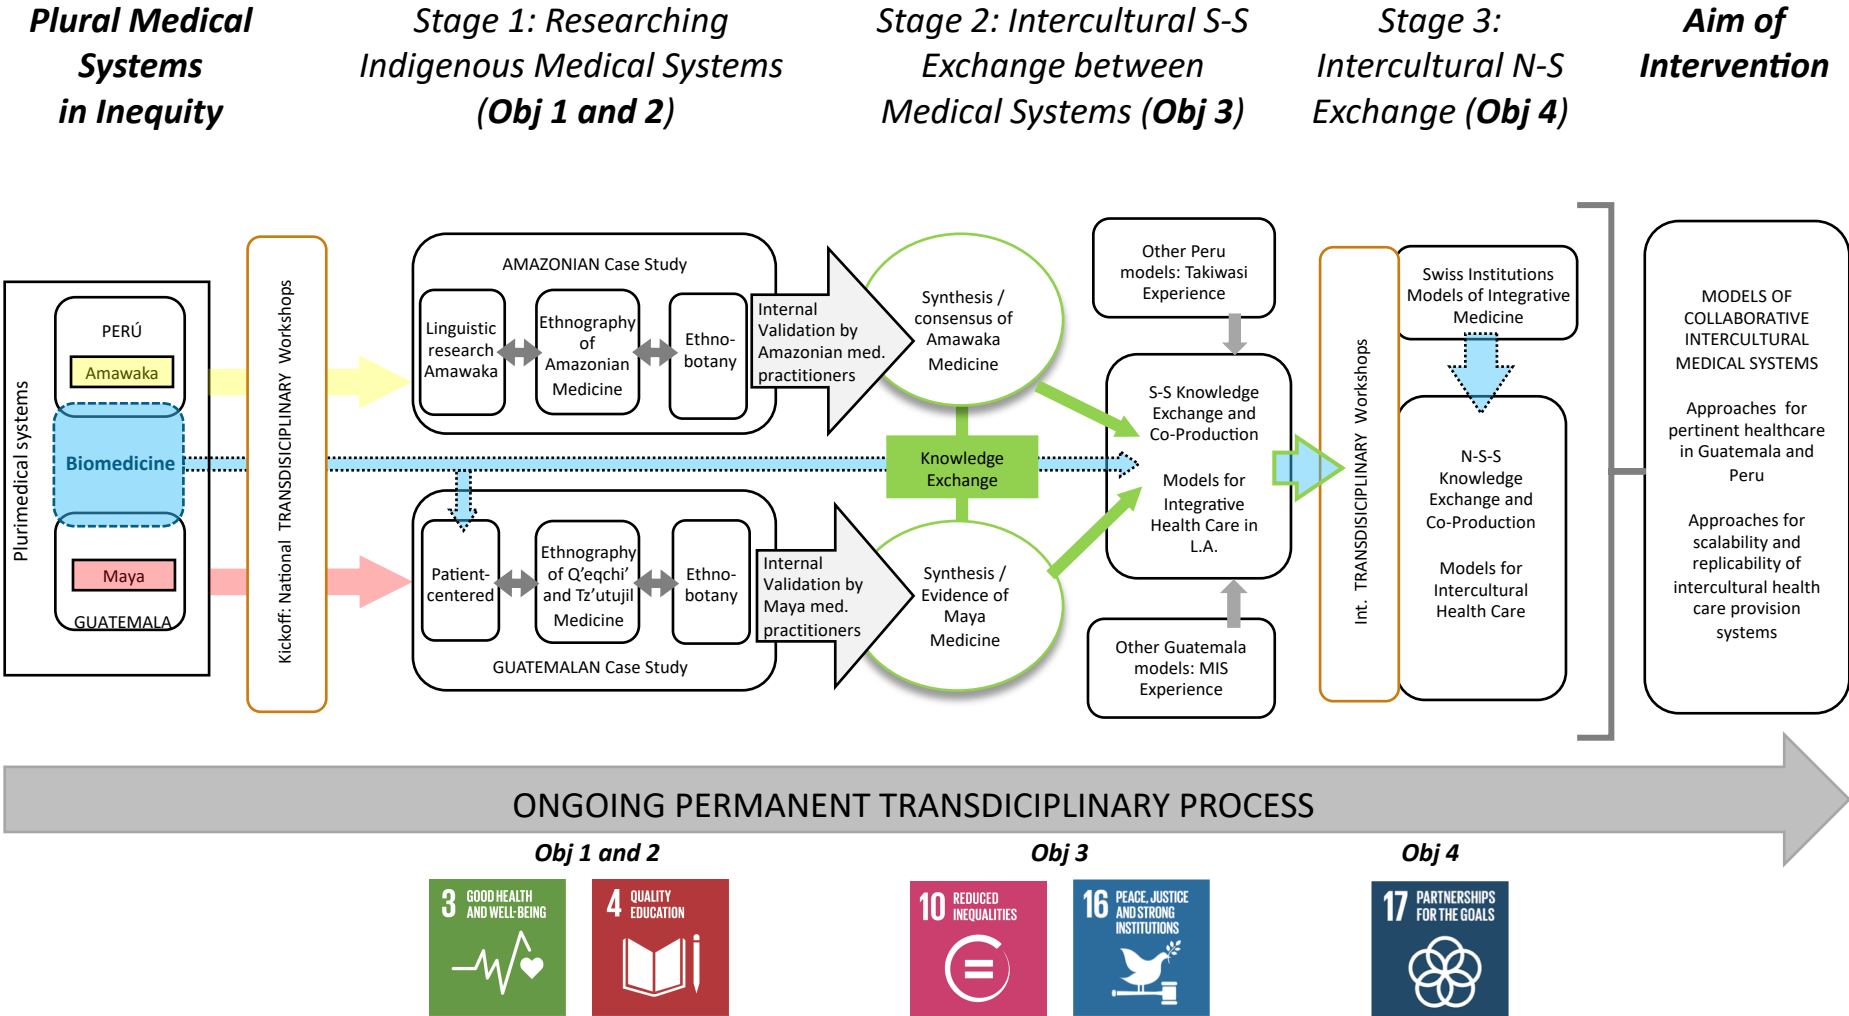 Plural Medical
Systems
in Inequity
Stage 1: Researching
Indigenous Medical Systems
(Obj 1 and 2)
Stage 2: Intercultural S-S
Exchange between
Medical Systems (Obj 3)
Stage 3:
Intercultural N-S
Exchange (Obj 4)
Aim of
Intervention
Plurimedical systems
PERÚ
Amawaka
Biomedicine
Maya
GUATEMALA
Kickoff: National TRANSDISICIPLINARY Workshops
AMAZONIAN Case Study
Linguistic
research
Amawaka
Ethnography
of
Amazonian
Medicine
Ethno-
botany
Internal
Validation by
Amazonian med.
practitioners
Patient-
centered
Ethnography
of Q'eqchi'
and Tz'utujil
Medicine
Ethno-
botany
GUATEMALAN Case Study
Internal
Validation by
Maya med.
practitioners
Synthesis /
consensus of
Amawaka
Medicine
Knowledge
Exchange
Synthesis /
Evidence of
Maya
Medicine
Other Peru
models: Takiwasi
Experience
S-S Knowledge
Exchange and
Co-Production
Models for
Integrative
Health Care in
L.A.
Other Guatemala
models: MIS
Experience
Int. TRANSDISICIPLINARY Workshops
Swiss Institutions
Models of Integrative
Medicine
N-S-S
Knowledge
Exchange and
Co-Production
Models for
Intercultural
Health Care
MODELS OF
COLLABORATIVE
INTERCULTURAL
MEDICAL SYSTEMS
Approaches for
pertinent healthcare
in Guatemala and
Peru
Approaches for
scalability and
replicability of
intercultural health
care provision
systems
ONGOING PERMANENT TRANSDICIPLINARY PROCESS
Obj 1 and 2
Obj 3
Obj 4
3 GOOD HEALTH
AND WELL-BEING
4 QUALITY
EDUCATION
10 REDUCED
INEQUALITIES
16 PEACE, JUSTICE
AND STRONG
INSTITUTIONS
17 PARTNERSHIPS
FOR THE GOALS